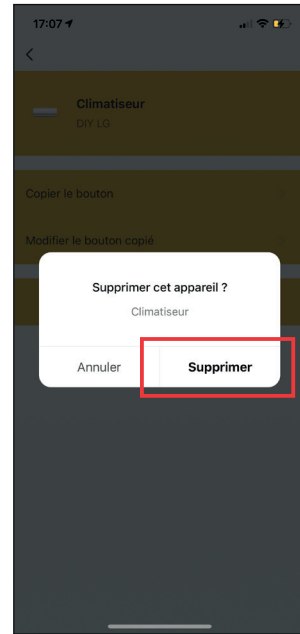 17:07
Climatiseur
DIY LG
Copier le bouton
Modifier le bouton copié
Supprimer cet appareil ?
Climatiseur
Annuler
Supprimer